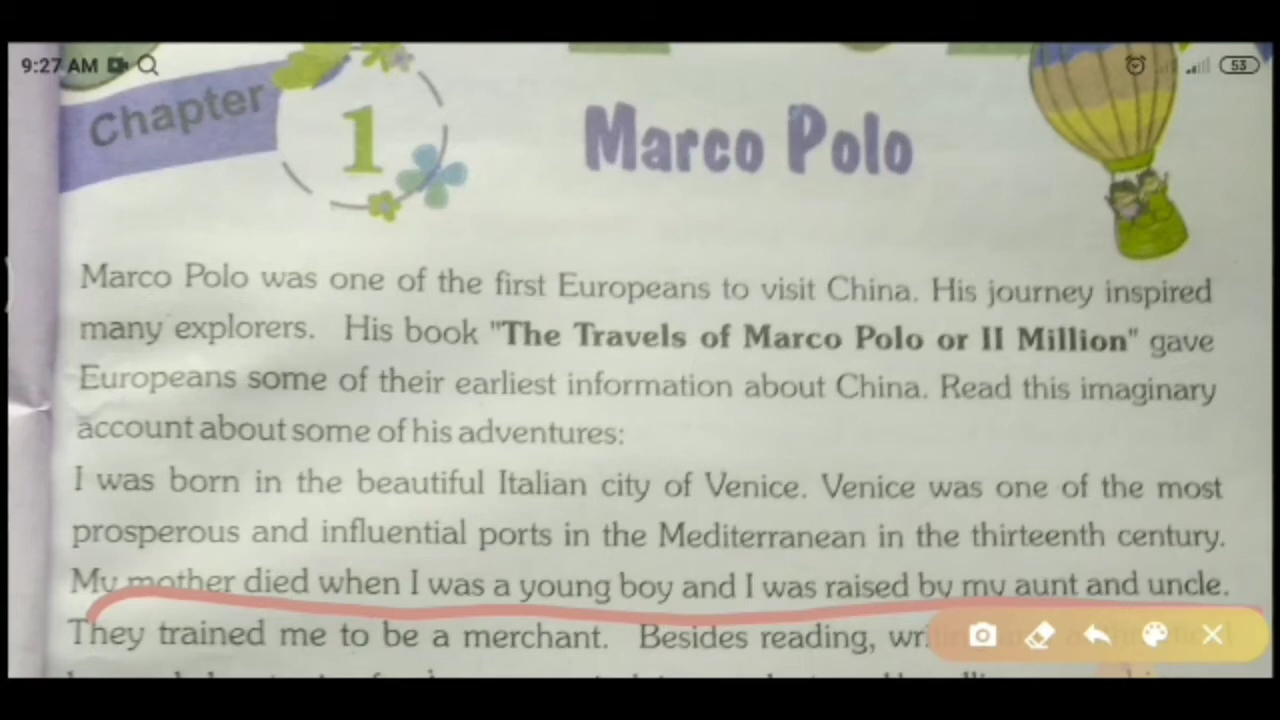 9:27 AM
53
Chapter
1
Marco Polo
Marco Polo was one of the first Europeans to visit China. His journey inspired
many explorers. His book "The Travels of Marco Polo or II Million" gave
Europeans some of their earliest information about China. Read this imaginary
account about some of his adventures:
I was born in the beautiful Italian city of Venice. Venice was one of the most
prosperous and influential ports in the Mediterranean in the thirteenth century.
My mother died when I was a young boy and I was raised by my aunt and uncle.
They trained me to be a merchant. Besides reading,